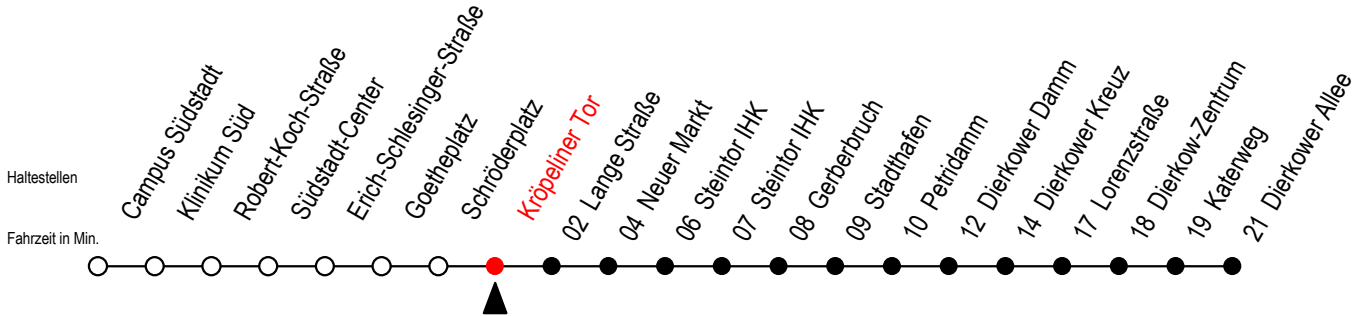 Haltestellen
Fahrzeit in Min.
Campus Südstadt
Klinikum Süd
Robert-Koch-Straße
Südstadt-Center
Erich-Schlesinger-Straße
Goetheplatz
Schröderplatz
Kröpeliner Tor
02 Lange Straße
04 Neuer Markt
06 Steintor IHK
07 Steintor IHK
08 Gerberbruch
09 Stadthafen
10 Petridamm
12 Dierkower Damm
14 Dierkower Kreuz
17 Lorenzstraße
18 Dierkow-Zentrum
19 Katenweg
21 Dierkower Allee